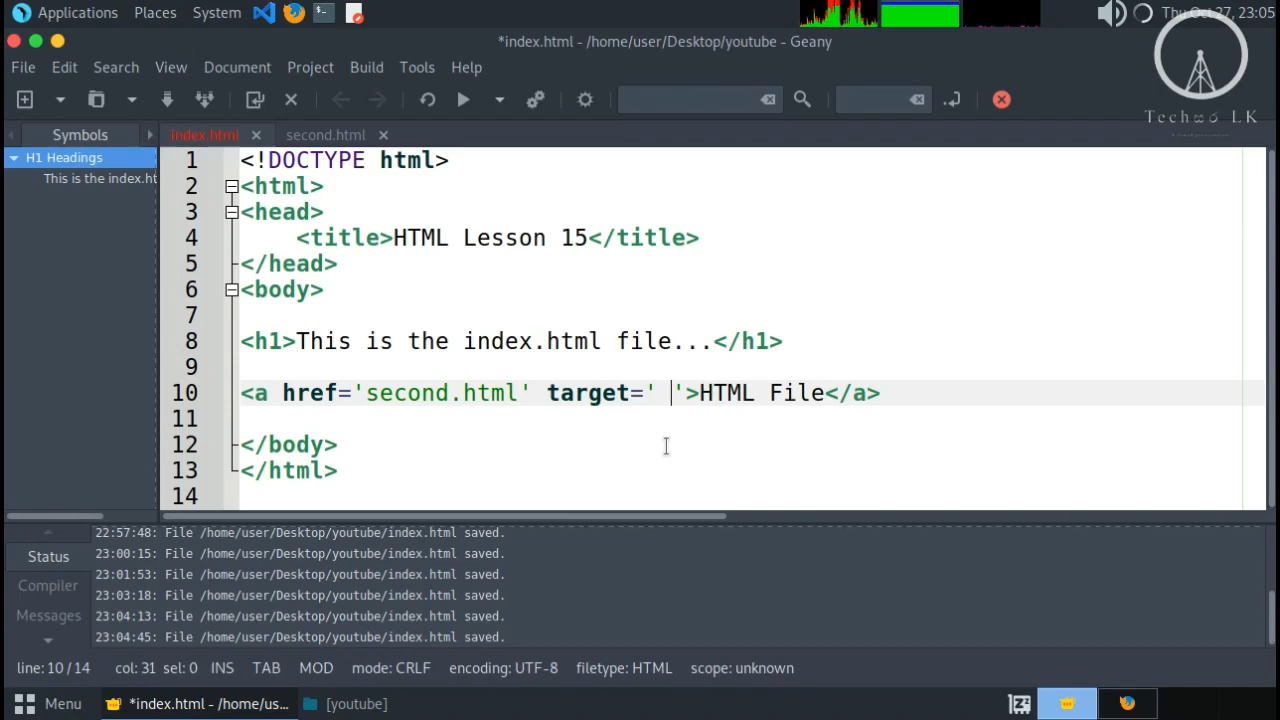 Applications Places System
Thu Oct 27, 23:05
*index.html - /home/user/Desktop/youtube - Geany
File Edit Search View Document Project Build Tools Help
Techno LK
Symbols
index.html second.html
H1 Headings
This is the index.ht
1 <!DOCTYPE html>
2 <html>
3 <head>
4 <title>HTML Lesson 15</title>
5 </head>
6 <body>
7
8 <h1>This is the index.html file...</h1>
9
10 <a href='second.html' target=' '>HTML File</a>
11
12 </body>
13 </html>
14
Status
Compiler
Messages
22:57:48: File /home/user/Desktop/youtube/index.html saved.
23:00:15: File /home/user/Desktop/youtube/index.html saved.
23:01:53: File /home/user/Desktop/youtube/index.html saved.
23:03:18: File /home/user/Desktop/youtube/index.html saved.
23:04:13: File /home/user/Desktop/youtube/index.html saved.
23:04:45: File /home/user/Desktop/youtube/index.html saved.
line: 10 / 14 col: 31 sel: 0 INS TAB MOD mode: CRLF encoding: UTF-8 filetype: HTML scope: unknown
Menu *index.html - /home/us... [youtube]